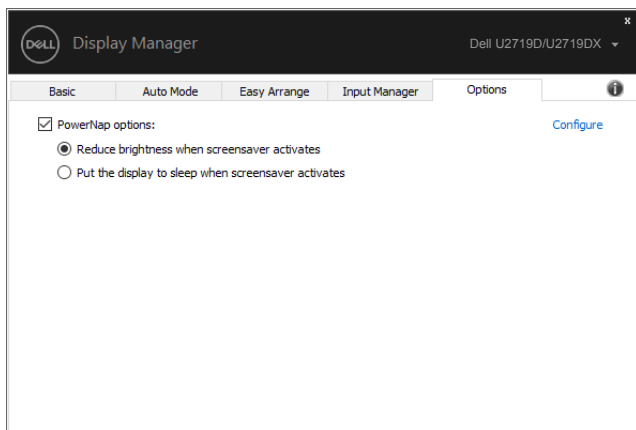 x
DELL Display Manager Dell U2719D/U2719DX
Basic Auto Mode Easy Arrange Input Manager Options i
PowerNap options: Configure
Reduce brightness when screensaver activates
Put the display to sleep when screensaver activates